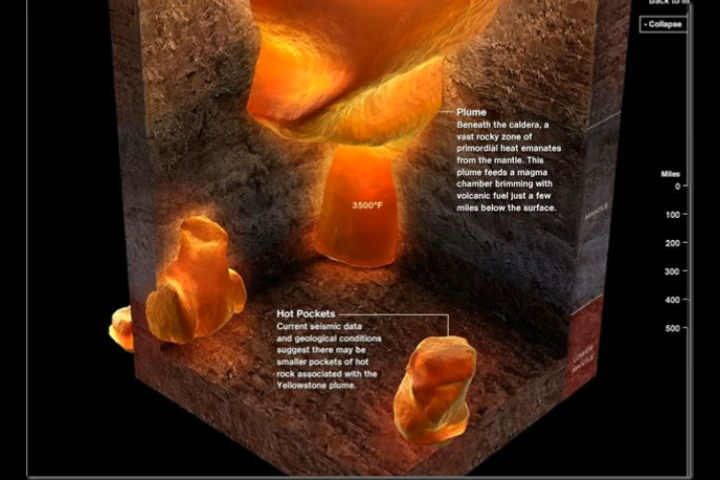 Back to
- Collapse
Plume
Beneath the caldera, a
vast rocky zone of
primordial heat emanates
from the mantle. This
plume feeds a magma
chamber brimming with
volcanic fuel just a few
miles below the surface.
Miles
0
100
200
300
400
500
MANTLE
3500°F
Hot Pockets
Current seismic data
and geological conditions
suggest there may be
smaller pockets of hot
rock associated with the
Yellowstone plume.
LOWER
MANTLE